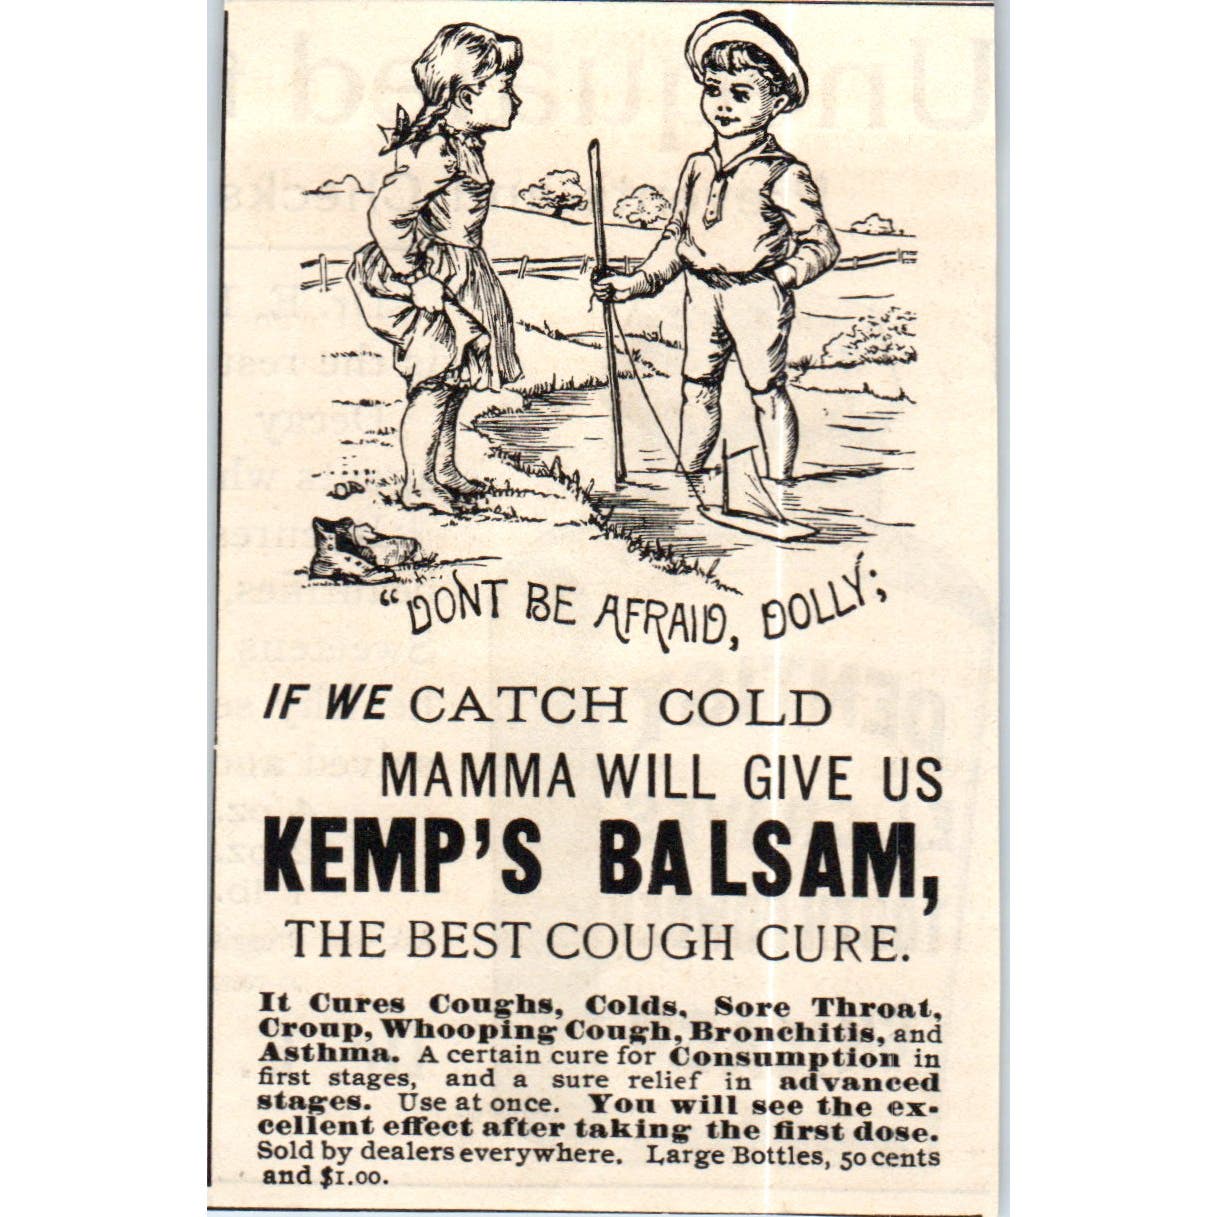 "DONT BE AFRAID, DOLLY;
IF WE CATCH COLD
MAMMA WILL GIVE US
KEMP'S BALSAM,
THE BEST COUGH CURE.
It Cures Coughs, Colds, Sore Throat,
Croup, Whooping Cough, Bronchitis, and
Asthma. A certain cure for Consumption in
first stages, and a sure relief in advanced
stages. Use at once. You will see the ex-
cellent effect after taking the first dose.
Sold by dealers everywhere. Large Bottles, 50 cents
and $1.00.